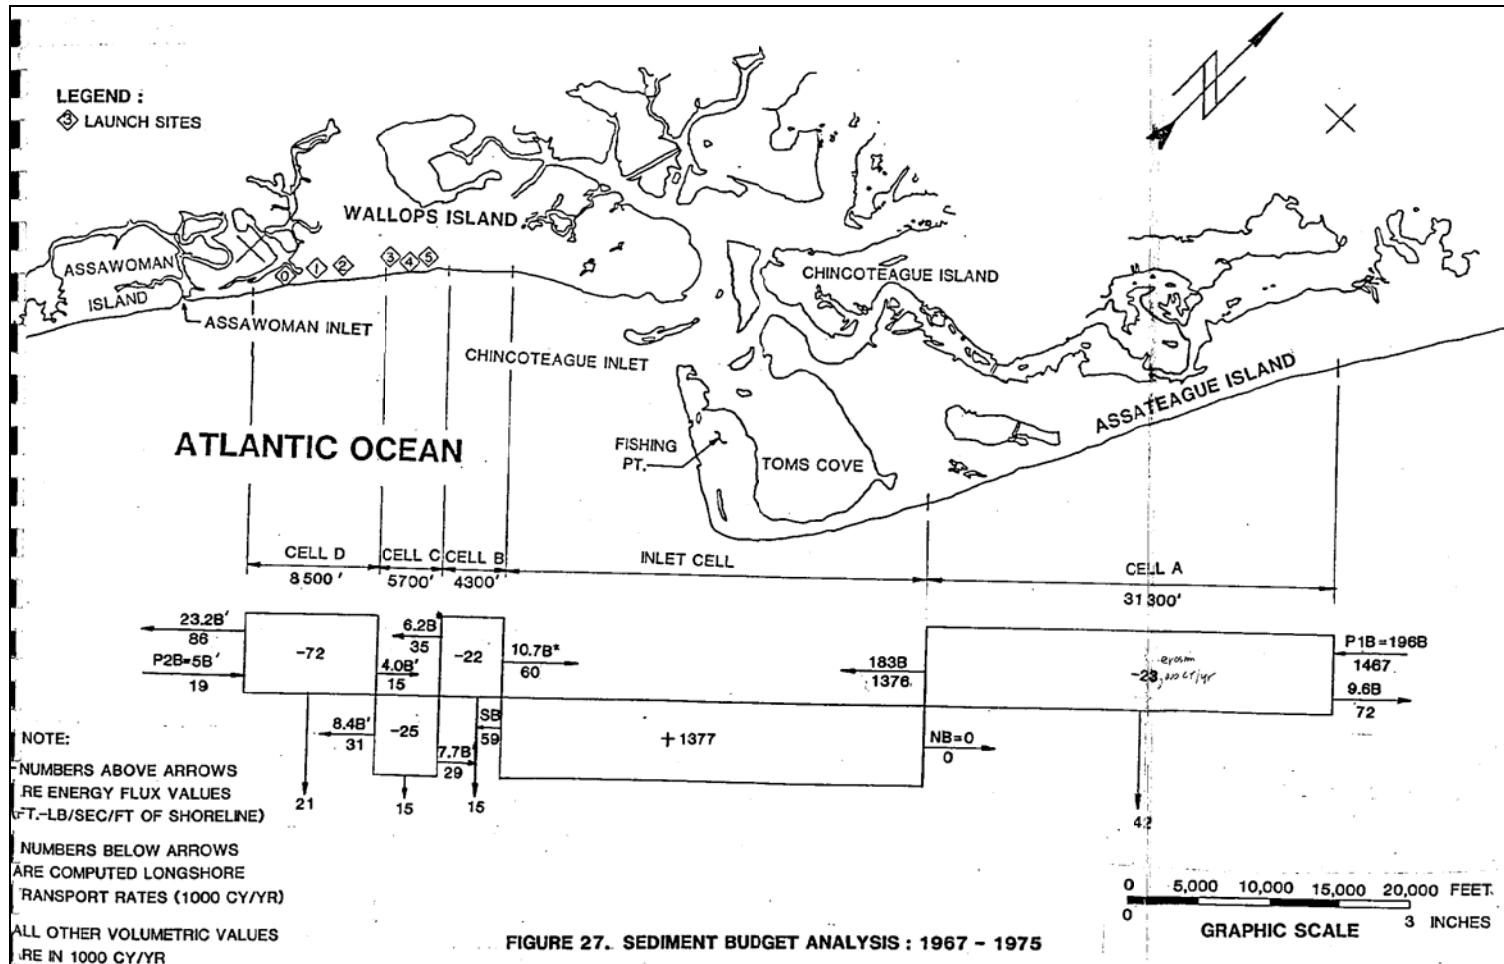 LEGEND :
3 LAUNCH SITES
WALLOPS ISLAND
ASSAWOMAN
ISLAND
0 1 2 3 4 5
ASSAWOMAN INLET
CHINCOTEAGUE ISLAND
CHINCOTEAGUE INLET
ASSATEAGUE ISLAND
ATLANTIC OCEAN
FISHING
PT.
TOMS COVE
CELL D
8500'
CELL C
5700'
CELL B
4300'
INLET CELL
CELL A
31300'
23.2B'
86
P2B=5B'
19
-72
21
6.2B
35
4.0B'
15
8.4B'
31
-25
15
7.7B'
29
-22
SB
59
15
10.7B*
60
+1377
183B
1376
NB=0
0
-23
erosion
42
P1B=196B
1467
9.6B
72
NOTE:
NUMBERS ABOVE ARROWS
RE ENERGY FLUX VALUES
FT.-LB/SEC/FT OF SHORELINE)
NUMBERS BELOW ARROWS
ARE COMPUTED LONGSHORE
RANSPORT RATES (1000 CY/YR)
ALL OTHER VOLUMETRIC VALUES
RE IN 1000 CY/YR
0 5,000 10,000 15,000 20,000 FEET.
0 3 INCHES
GRAPHIC SCALE
FIGURE 27. SEDIMENT BUDGET ANALYSIS : 1967 - 1975